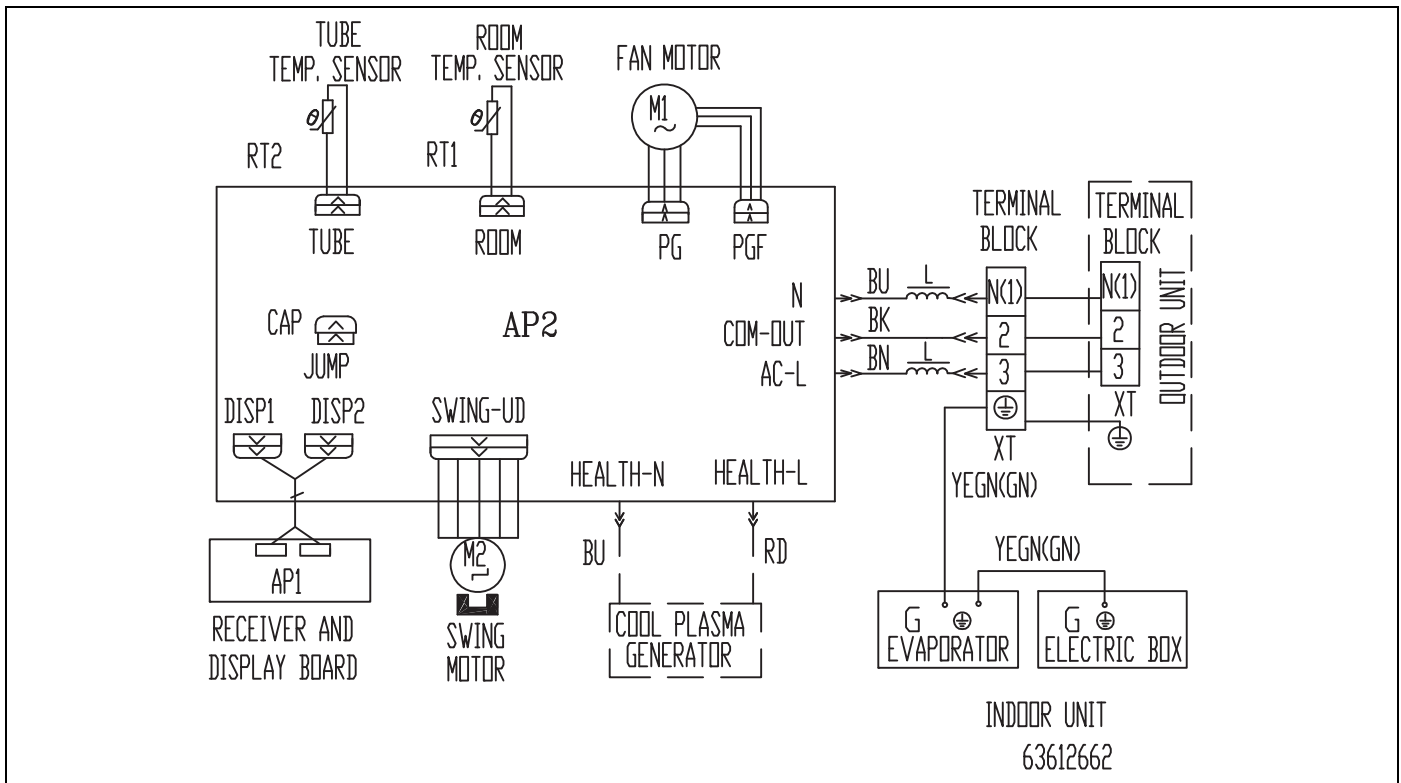 TUBE
TEMP. SENSOR
ROOM
TEMP. SENSOR
FAN MOTOR
θ
θ
M1
RT2
RT1
TUBE
ROOM
PG
PGF
TERMINAL
BLOCK
TERMINAL
BLOCK
OUTDOOR UNIT
N
BU
L
N(1)
N(1)
CAP
JUMP
AP2
COM-OUT
BK
2
2
AC-L
BN
L
3
3
XT
XT
YEGN(GN)
DISP1
DISP2
SWING-UD
HEALTH-N
HEALTH-L
BU
RD
AP1
M2
RECEIVER AND
DISPLAY BOARD
SWING
MOTOR
COOL PLASMA
GENERATOR
YEGN(GN)
G
EVAPORATOR
G
ELECTRIC BOX
INDOOR UNIT
63612662